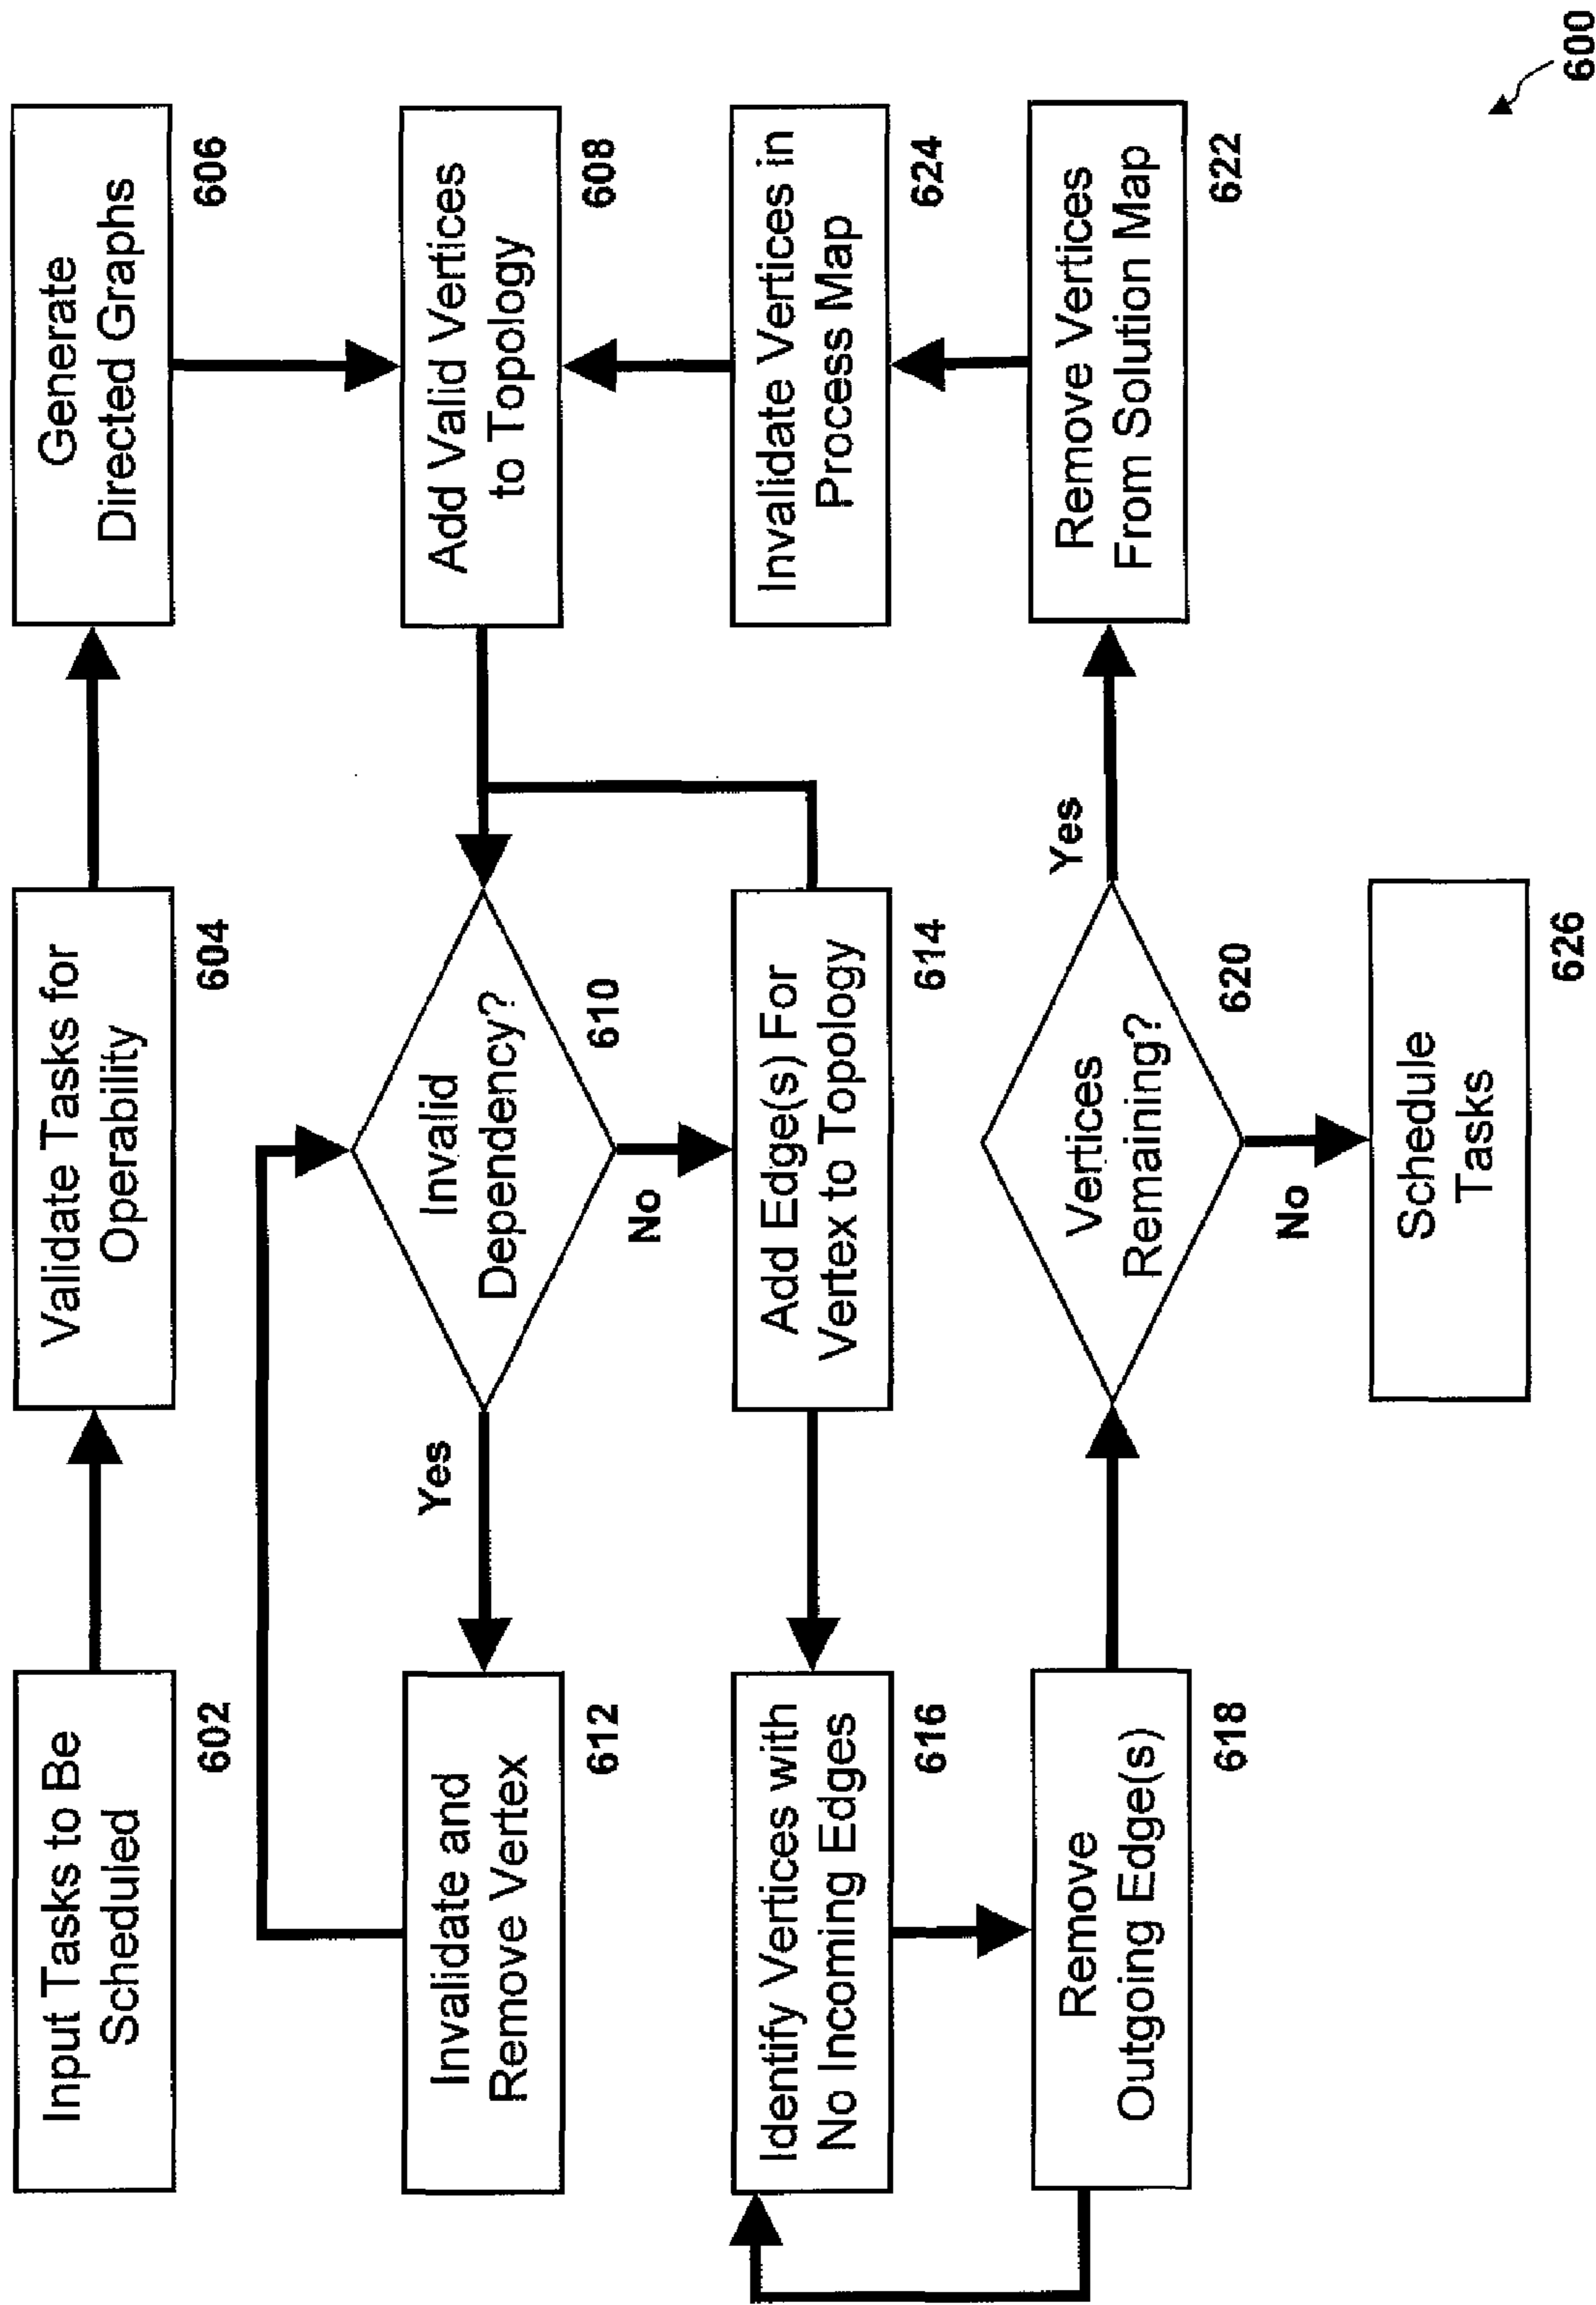 Input Tasks to Be
Scheduled
602
Validate Tasks for
Operability
604
Generate
Directed Graphs
606
Invalidate and
Remove Vertex
612
Yes
Invalid
Dependency?
610
No
Add Valid Vertices
to Topology
608
Identify Vertices with
No Incoming Edges
616
Add Edge(s) For
Vertex to Topology
614
Invalidate Vertices in
Process Map
624
Remove
Outgoing Edge(s)
618
Vertices
Remaining?
620
Yes
No
Remove Vertices
From Solution Map
622
Schedule
Tasks
626
600